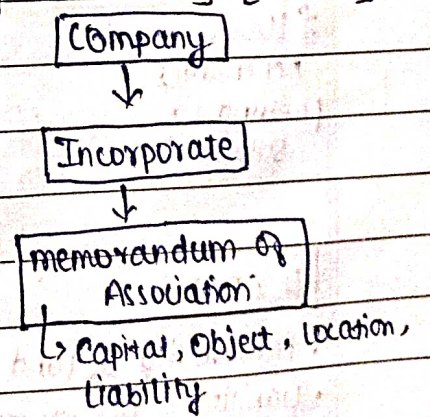 Company
Incorporate
memorandum of
Association
Capital, Object, location,
liability